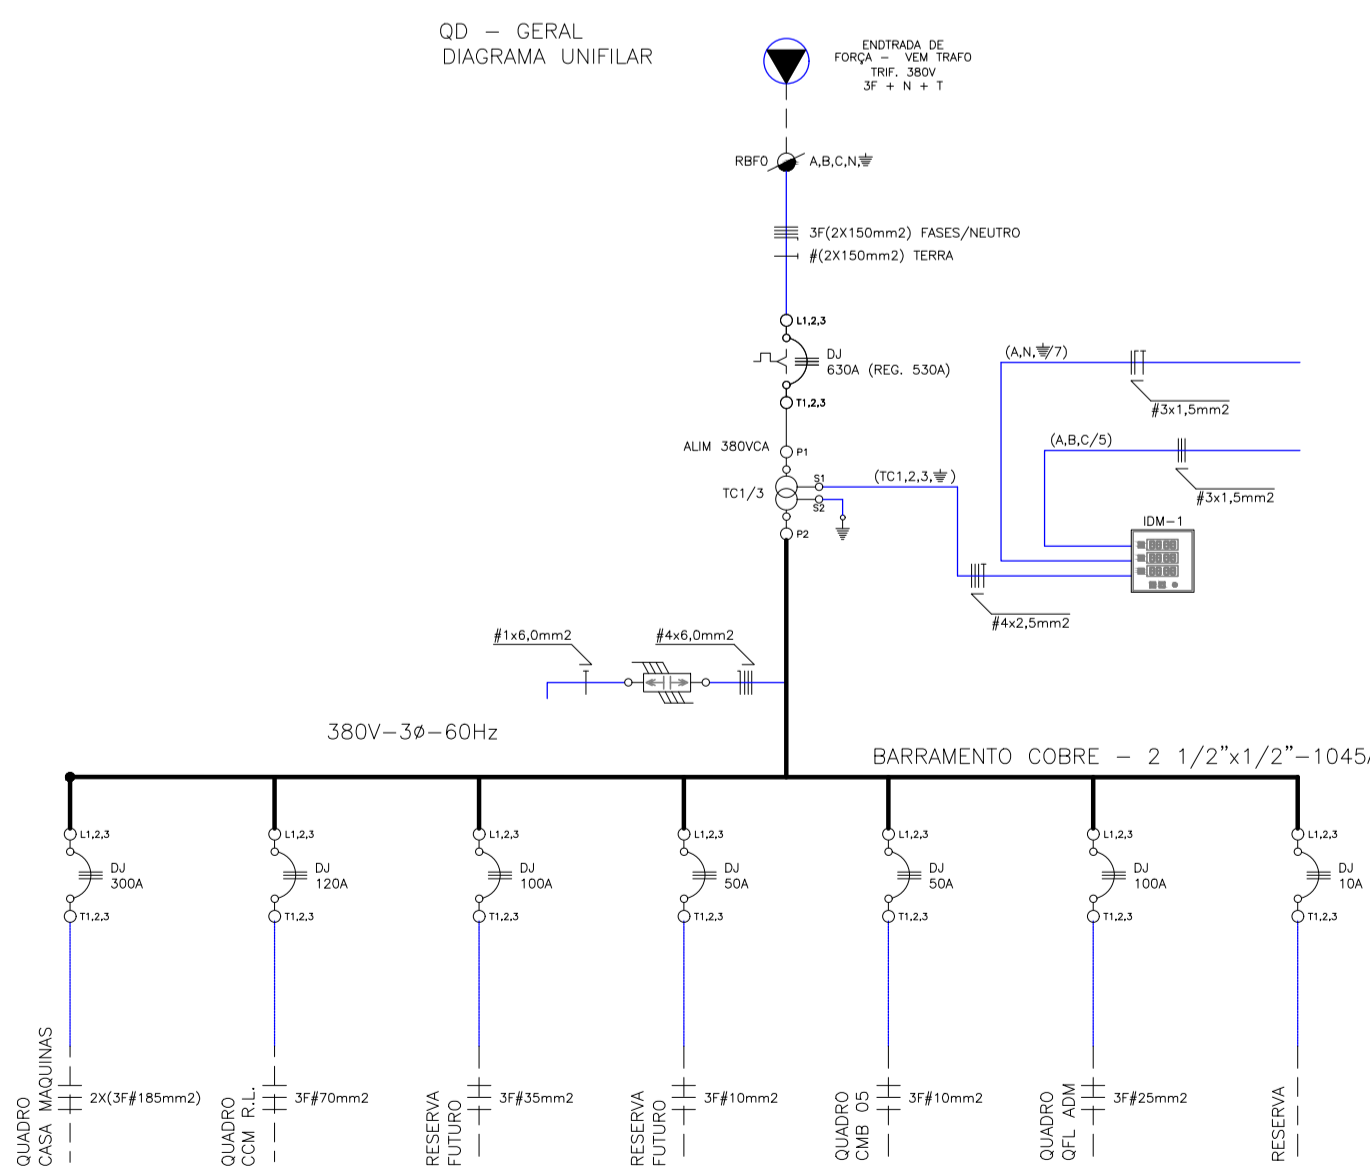 QD - GERAL
DIAGRAMA UNIFILAR
ENDTRADA DE
FORÇA - VEM TRAFO
TRIF. 380V
3F + N + T
RBF0
A,B,C,N,
3F(2X150mm2) FASES/NEUTRO
#(2X150mm2) TERRA
L1,2,3
DJ
630A (REG. 530A)
T1,2,3
ALIM 380VCA
P1
TC1/3
S1
S2
P2
(TC1,2,3, )
(A,N, /7)
#3x1,5mm2
(A,B,C/5)
#3x1,5mm2
IDM-1
#4x2,5mm2
#1x6,0mm2
#4x6,0mm2
380V-3ø-60Hz
BARRAMENTO COBRE - 2 1/2"x1/2"-1045
L1,2,3
DJ
300A
T1,2,3
QUADRO
CASA MAQUINAS
2X(3F#185mm2)
L1,2,3
DJ
120A
T1,2,3
QUADRO
CCM R.L.
3F#70mm2
L1,2,3
DJ
100A
T1,2,3
RESERVA
FUTURO
3F#35mm2
L1,2,3
DJ
50A
T1,2,3
RESERVA
FUTURO
3F#10mm2
L1,2,3
DJ
50A
T1,2,3
QUADRO
CMB 05
3F#10mm2
L1,2,3
DJ
100A
T1,2,3
QUADRO
QFL ADM
3F#25mm2
L1,2,3
DJ
10A
T1,2,3
RESERVA